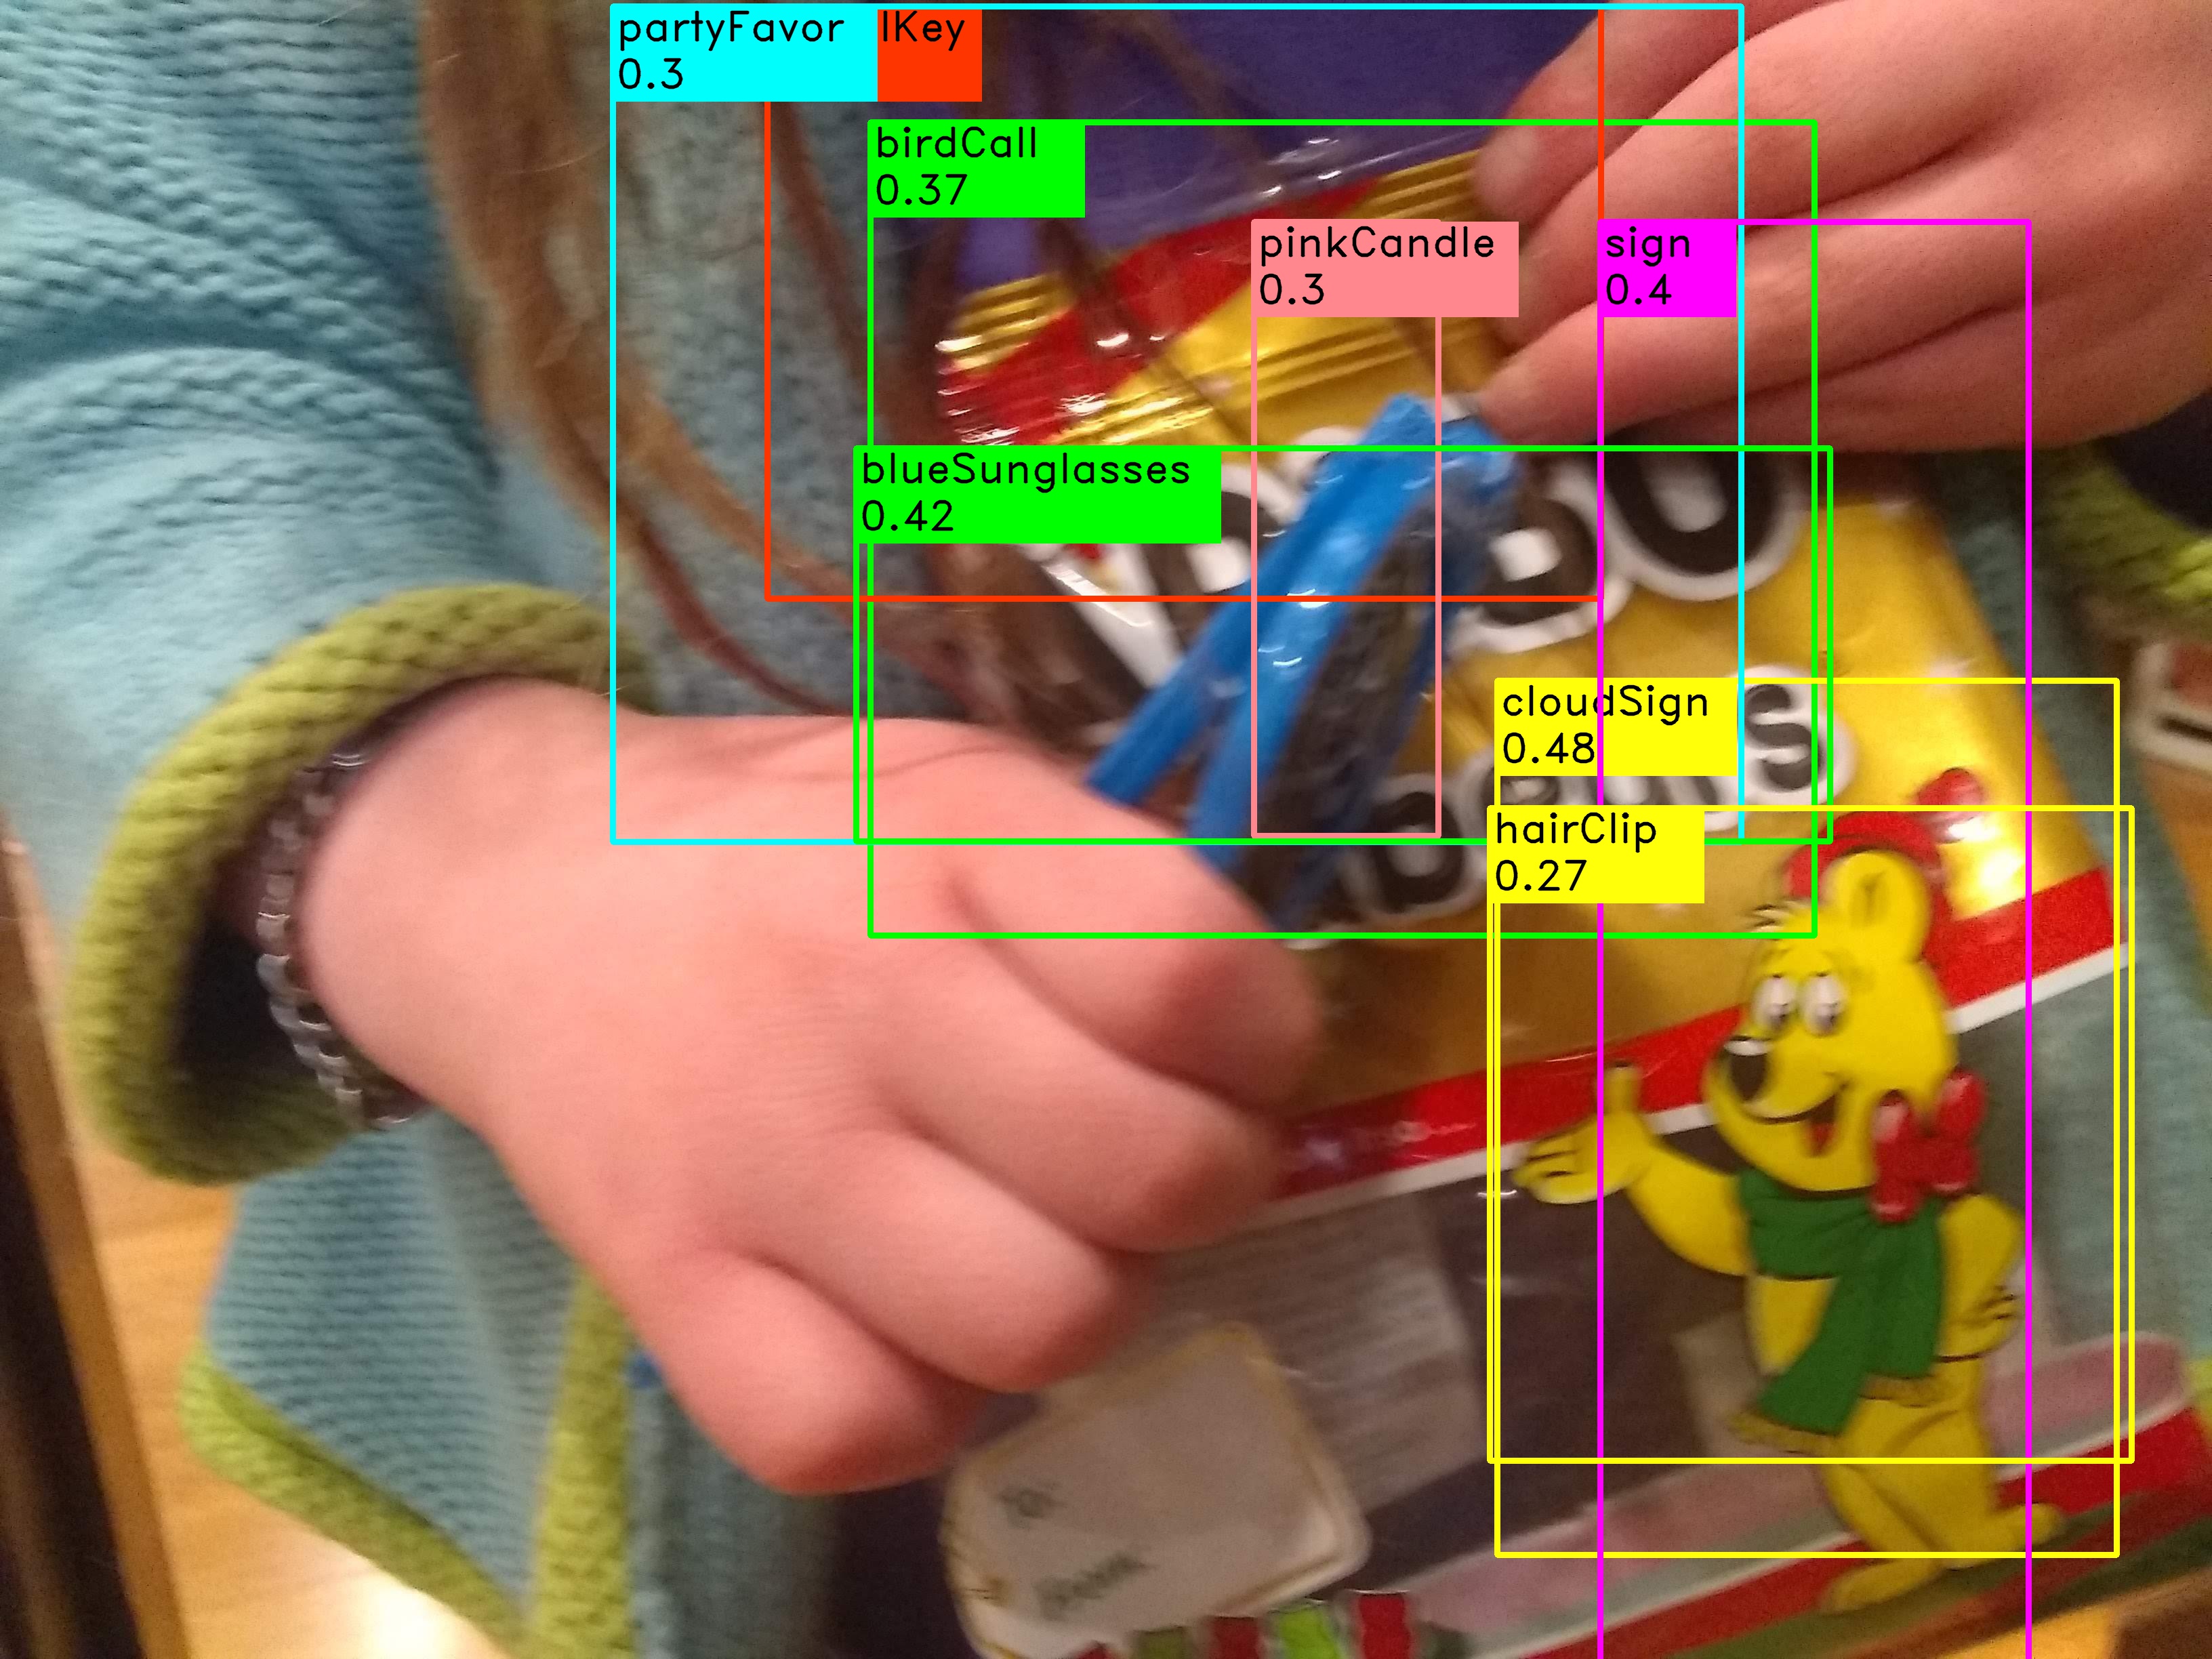 partyFavor
0.3
lKey
birdCall
0.37
pinkCandle
0.3
sign
0.4
blueSunglasses
0.42
cloudSign
0.48
hairClip
0.27
From: